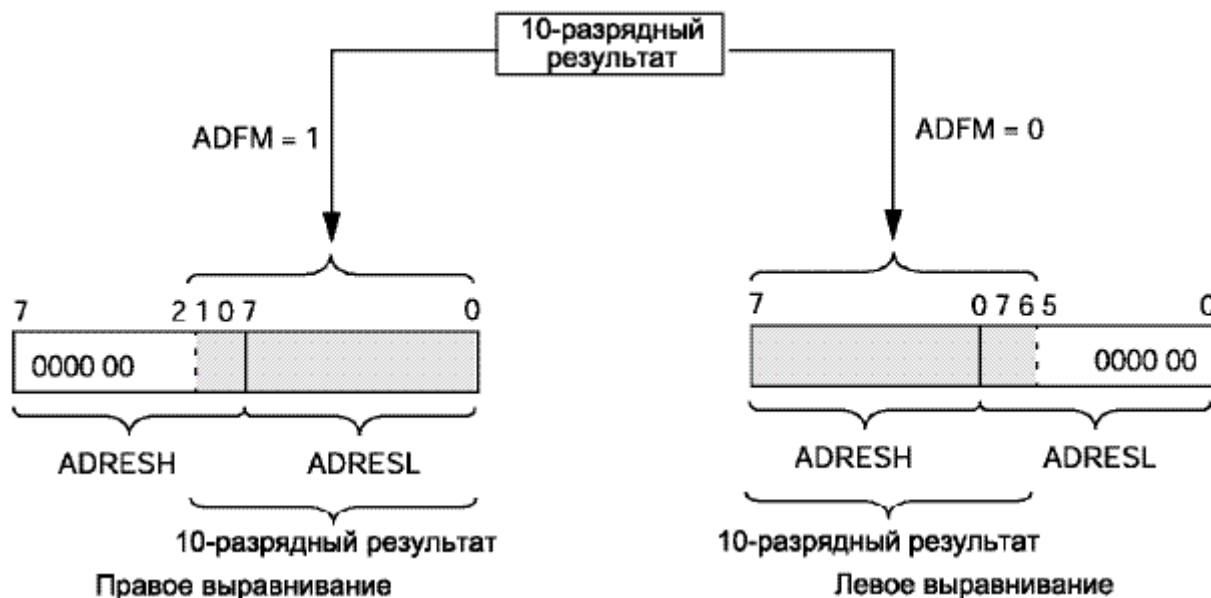 10-разрядный
результат
ADFM = 1
ADFM = 0
7 2 1 0 7 0
7 0 7 6 5 0
0000 00
0000 00
ADRESH ADRESL
ADRESH ADRESL
10-разрядный результат
10-разрядный результат
Правое выравнивание
Левое выравнивание